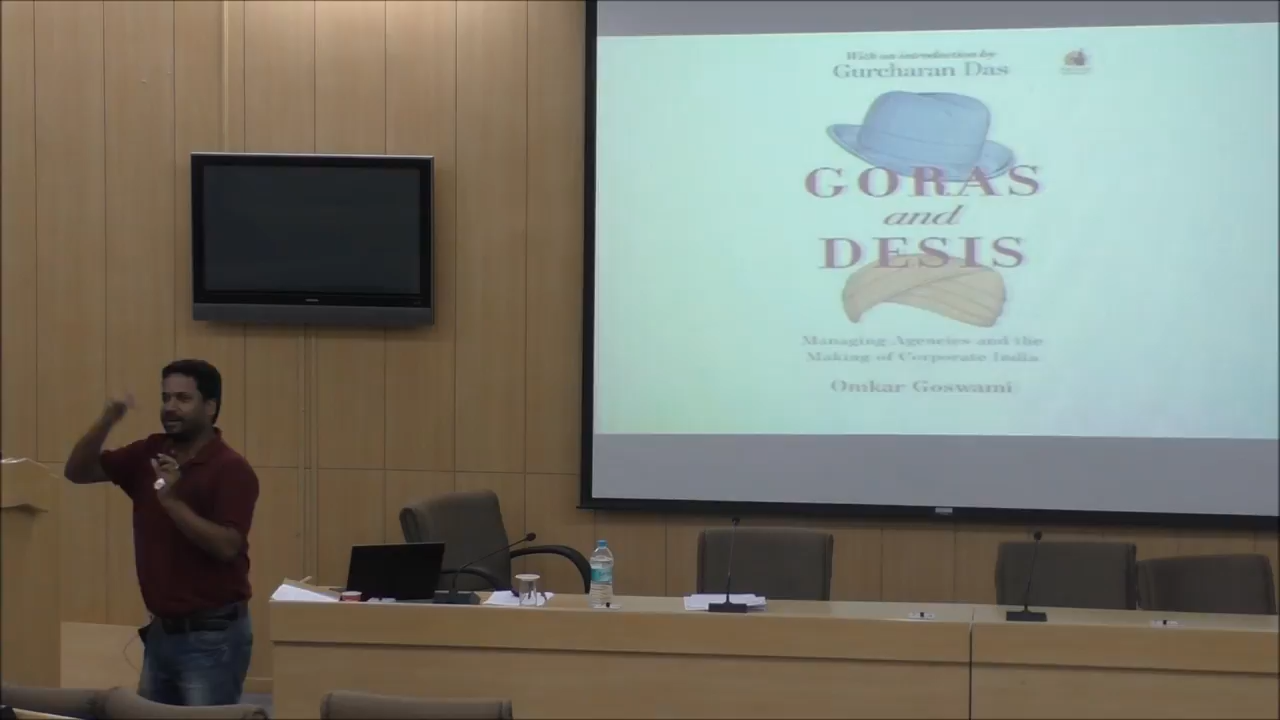 With an introduction by
Gurcharan Das
GORAS
and
DESIS
Managing Agencies and the
Making of Corporate India
Omkar Goswami